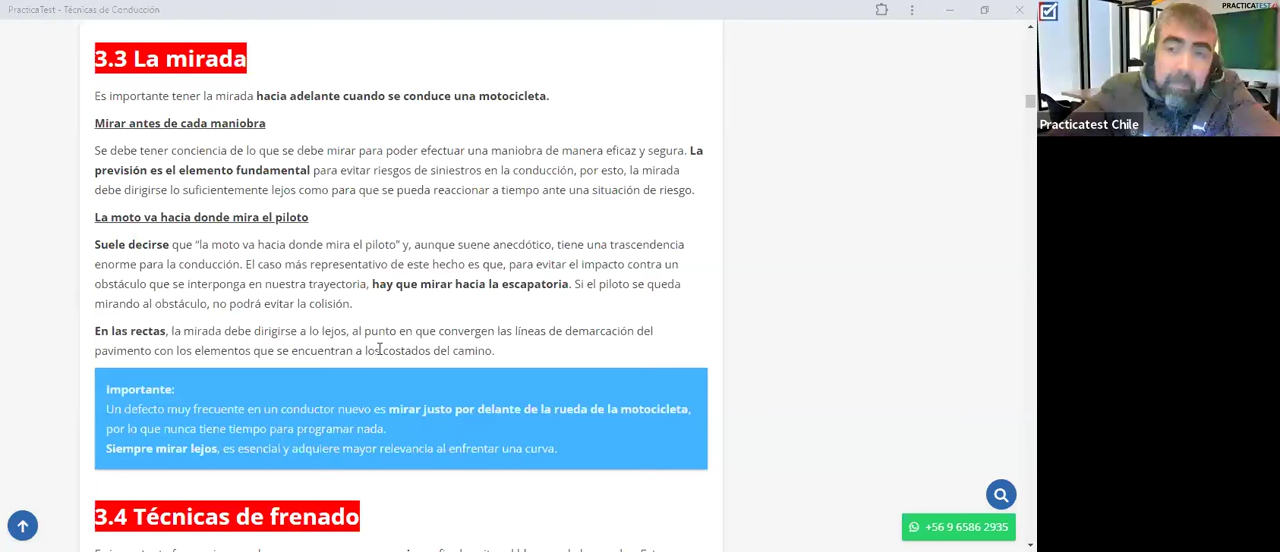 PracticaTest - Técnicas de Conducción
PRACTICATEST
3.3 La mirada
Es importante tener la mirada hacia adelante cuando se conduce una motocicleta.
Practicatest Chile
Mirar antes de cada maniobra
Se debe tener conciencia de lo que se debe mirar para poder efectuar una maniobra de manera eficaz y segura. La
previsión es el elemento fundamental para evitar riesgos de siniestros en la conducción, por esto, la mirada
debe dirigirse lo suficientemente lejos como para que se pueda reaccionar a tiempo ante una situación de riesgo.
La moto va hacia donde mira el piloto
Suele decirse que “la moto va hacia donde mira el piloto” y, aunque suene anecdótico, tiene una trascendencia
enorme para la conducción. El caso más representativo de este hecho es que, para evitar el impacto contra un
obstáculo que se interponga en nuestra trayectoria, hay que mirar hacia la escapatoria. Si el piloto se queda
mirando al obstáculo, no podrá evitar la colisión.
En las rectas, la mirada debe dirigirse a lo lejos, al punto en que convergen las líneas de demarcación del
pavimento con los elementos que se encuentran a los costados del camino.
Importante:
Un defecto muy frecuente en un conductor nuevo es mirar justo por delante de la rueda de la motocicleta,
por lo que nunca tiene tiempo para programar nada.
Siempre mirar lejos, es esencial y adquiere mayor relevancia al enfrentar una curva.
3.4 Técnicas de frenado
+56 9 6586 2935